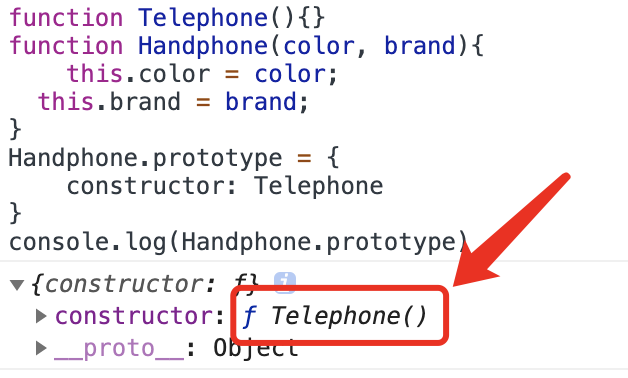 function Telephone(){}
function Handphone(color, brand){
    this.color = color;
  this.brand = brand;
}
Handphone.prototype = {
    constructor: Telephone
}
console.log(Handphone.prototype)
▼{constructor: ƒ} i
▶constructor: ƒ Telephone()
▶__proto__: Object